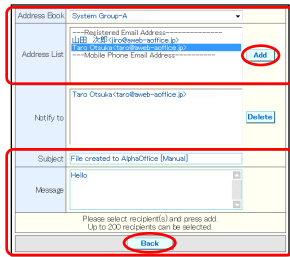 Address Book System Group-A
Address List
---Registered Email Address---------------
山田 次郎<jiro@aweb-aoffice.jp>
Taro Otsuka<taro@aweb-aoffice.jp>
---Mobile Phone Email Address-----------
Add
Notify to
Taro Otsuka<taro@aweb-aoffice.jp>
Delete
Subject File created to AlphaOffice [Manual]
Message
Hello
Please select recipient(s) and press add.
Up to 200 recipients can be selected.
Back